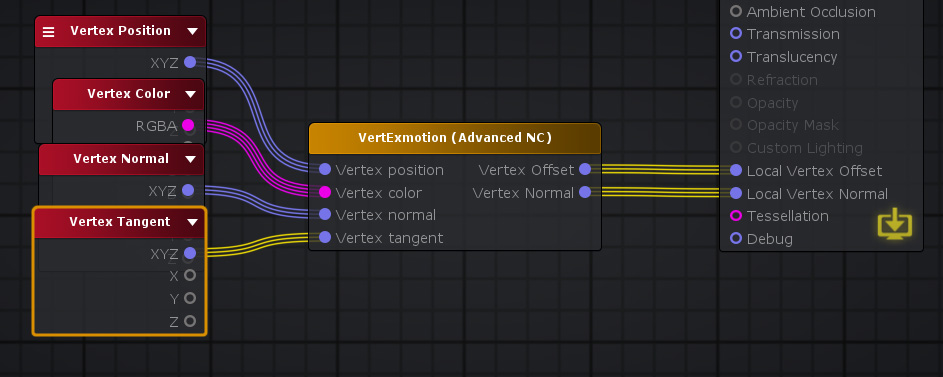 Vertex Position
XYZ
Vertex Color
RGBA
Vertex Normal
XYZ
Vertex Tangent
XYZ
X
Y
Z
VertExmotion (Advanced NC)
Vertex position Vertex Offset
Vertex color Vertex Normal
Vertex normal
Vertex tangent
Ambient Occlusion
Transmission
Translucency
Refraction
Opacity
Opacity Mask
Custom Lighting
Local Vertex Offset
Local Vertex Normal
Tessellation
Debug